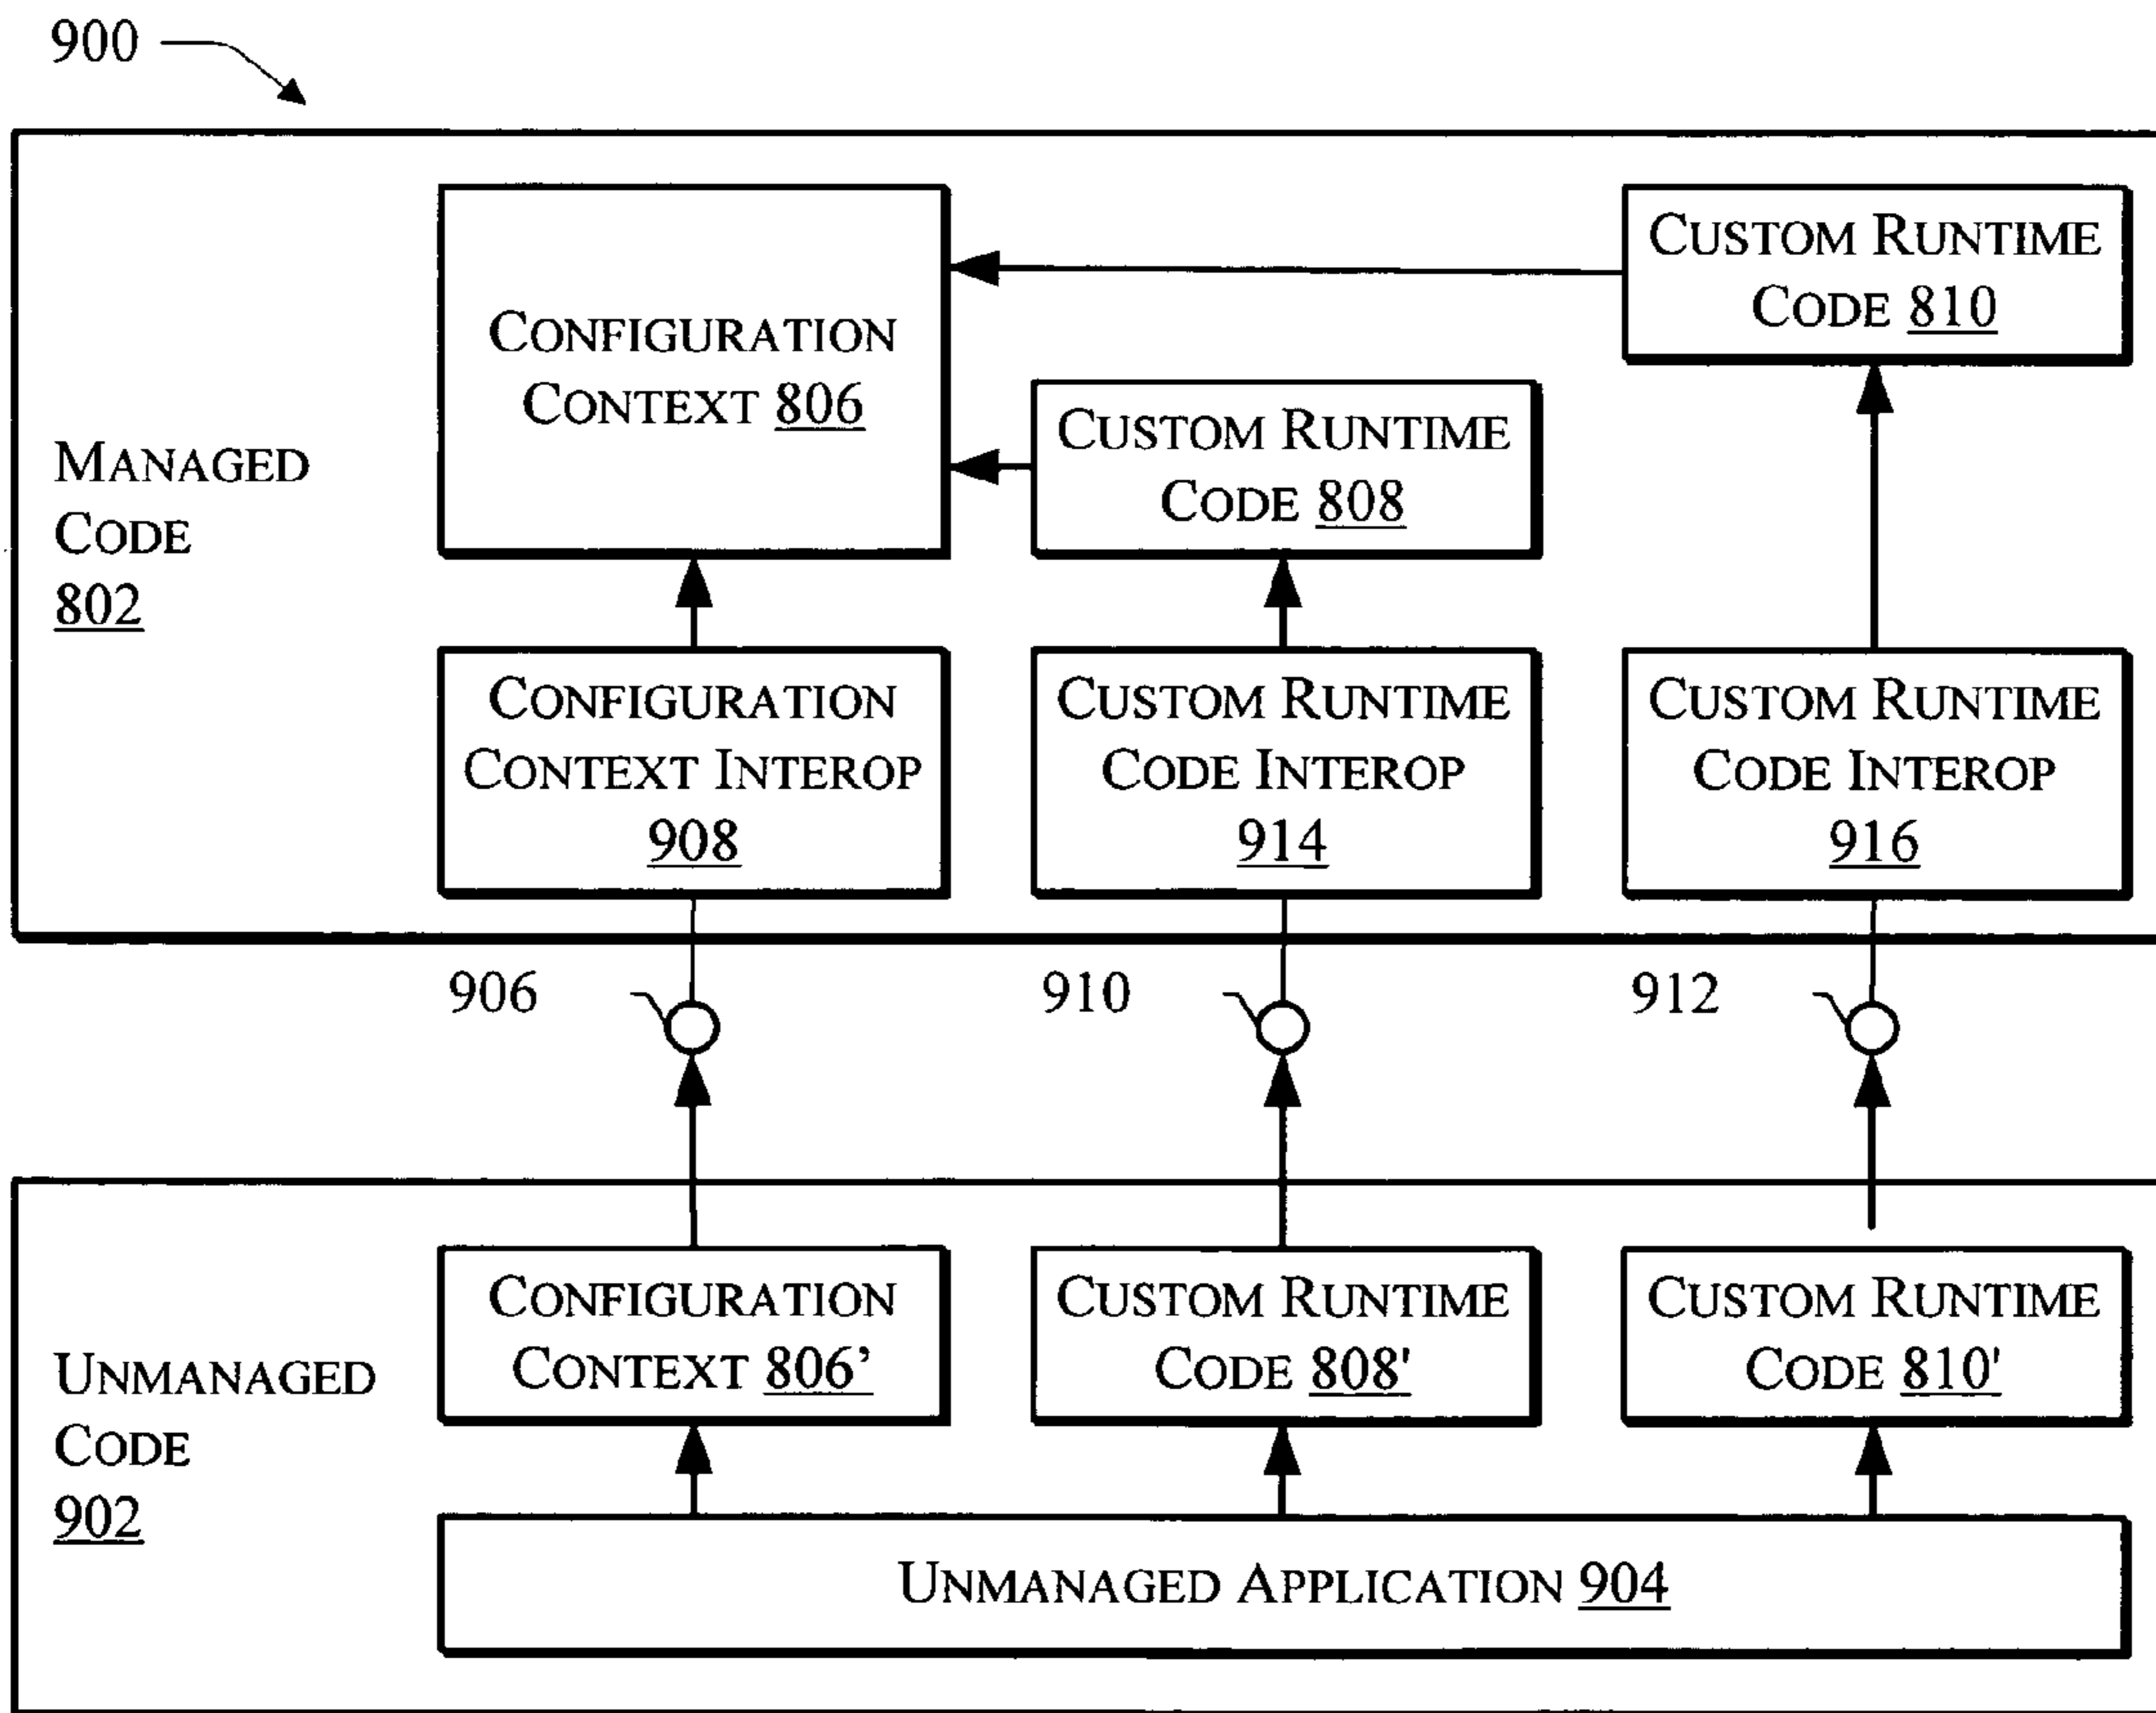 900
CUSTOM RUNTIME
CODE 810
CONFIGURATION
CONTEXT 806
CUSTOM RUNTIME
CODE 808
MANAGED
CODE
802
CONFIGURATION
CONTEXT INTEROP
908
CUSTOM RUNTIME
CODE INTEROP
914
CUSTOM RUNTIME
CODE INTEROP
916
906
910
912
CONFIGURATION
CONTEXT 806’
CUSTOM RUNTIME
CODE 808'
CUSTOM RUNTIME
CODE 810'
UNMANAGED
CODE
902
UNMANAGED APPLICATION 904